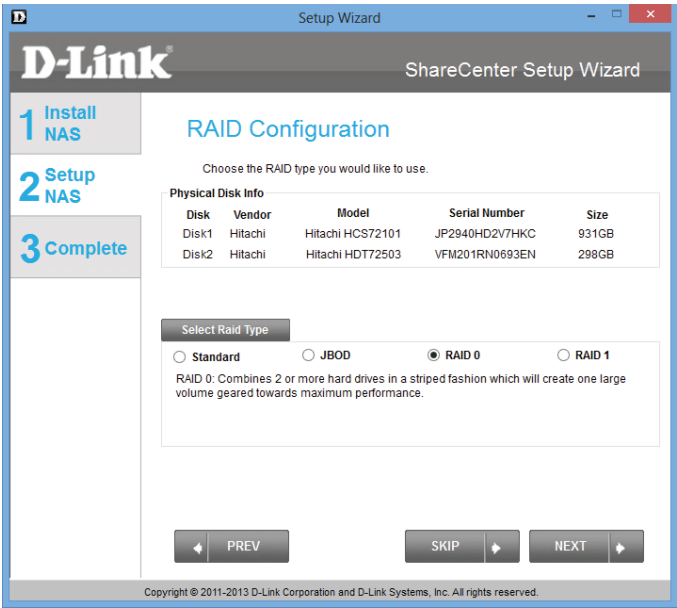 D
Setup Wizard
D-Link®
ShareCenter Setup Wizard
1 Install NAS
2 Setup NAS
3 Complete
RAID Configuration
Choose the RAID type you would like to use.
Physical Disk Info
Disk Vendor Model Serial Number Size
Disk1 Hitachi Hitachi HCS72101 JP2940HD2V7HKC 931GB
Disk2 Hitachi Hitachi HDT72503 VFM201RN0693EN 298GB
Select Raid Type
Standard JBOD RAID 0 RAID 1
RAID 0: Combines 2 or more hard drives in a striped fashion which will create one large
volume geared towards maximum performance.
PREV SKIP NEXT
Copyright © 2011-2013 D-Link Corporation and D-Link Systems, Inc. All rights reserved.